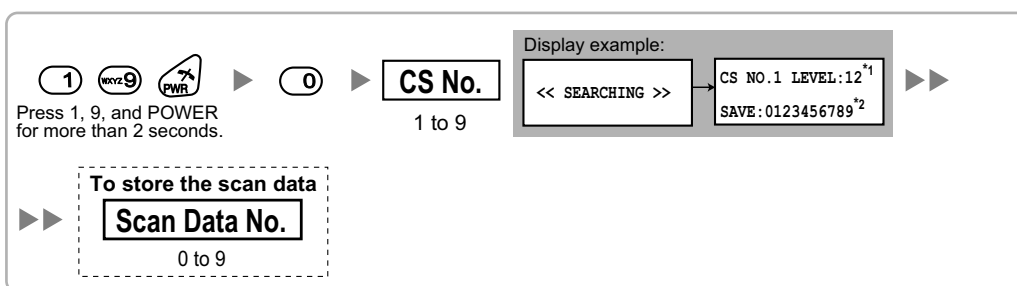 1
WXYZ 9
PWR
Press 1, 9, and POWER
for more than 2 seconds.
0
CS No.
1 to 9
Display example:
<< SEARCHING >>
CS NO.1 LEVEL:12*1
SAVE:0123456789*2
To store the scan data
Scan Data No.
0 to 9